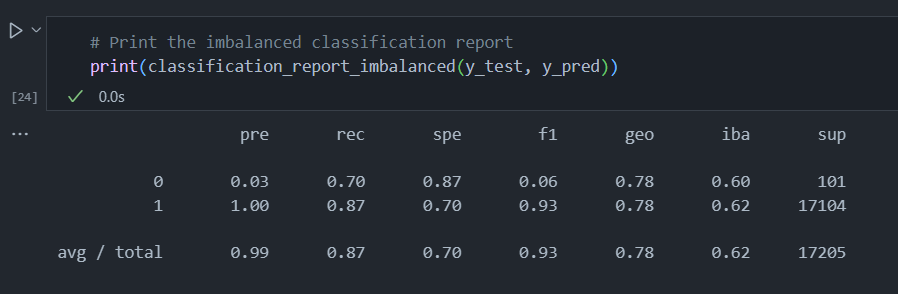 # Print the imbalanced classification report
print(classification_report_imbalanced(y_test, y_pred))
[24] 0.0s
... pre rec spe f1 geo iba sup
0 0.03 0.70 0.87 0.06 0.78 0.60 101
1 1.00 0.87 0.70 0.93 0.78 0.62 17104
avg / total 0.99 0.87 0.70 0.93 0.78 0.62 17205